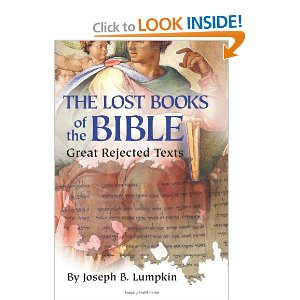 Click to
LOOK INSIDE!
THE LOST BOOKS
of the BIBLE
Great Rejected Texts
By Joseph B. Lumpkin